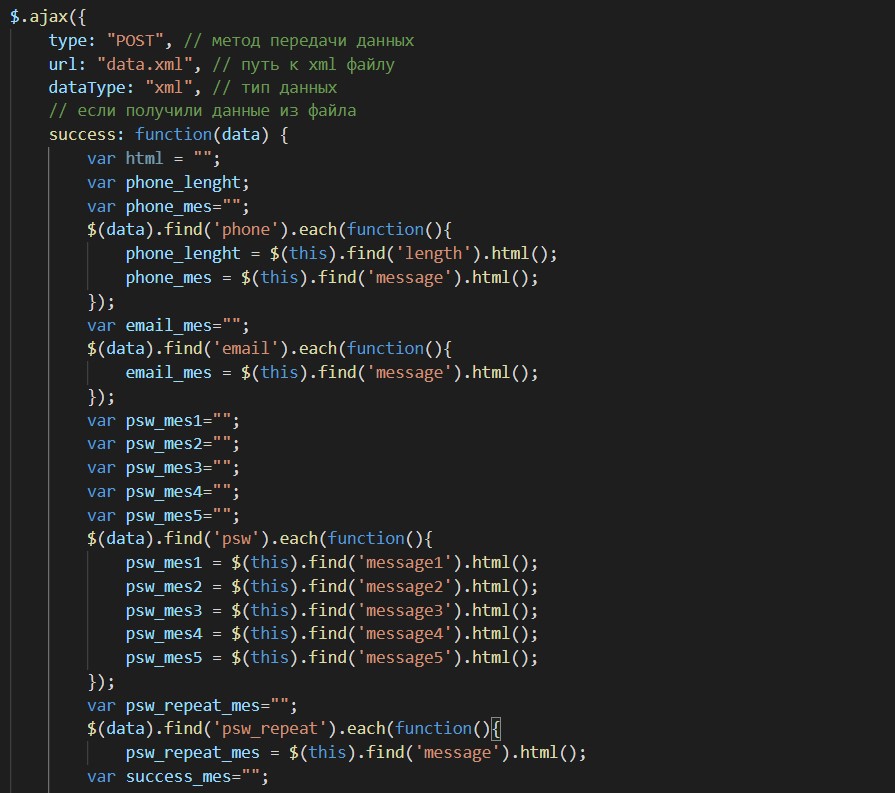 $.ajax({
type: "POST", // метод передачи данных
url: "data.xml", // путь к xml файлу
dataType: "xml", // тип данных
// если получили данные из файла
success: function(data) {
var html = "";
var phone_lenght;
var phone_mes="";
$(data).find('phone').each(function(){
phone_lenght = $(this).find('length').html();
phone_mes = $(this).find('message').html();
});
var email_mes="";
$(data).find('email').each(function(){
email_mes = $(this).find('message').html();
});
var psw_mes1="";
var psw_mes2="";
var psw_mes3="";
var psw_mes4="";
var psw_mes5="";
$(data).find('psw').each(function(){
psw_mes1 = $(this).find('message1').html();
psw_mes2 = $(this).find('message2').html();
psw_mes3 = $(this).find('message3').html();
psw_mes4 = $(this).find('message4').html();
psw_mes5 = $(this).find('message5').html();
});
var psw_repeat_mes="";
$(data).find('psw_repeat').each(function(){
psw_repeat_mes = $(this).find('message').html();
var success_mes="";